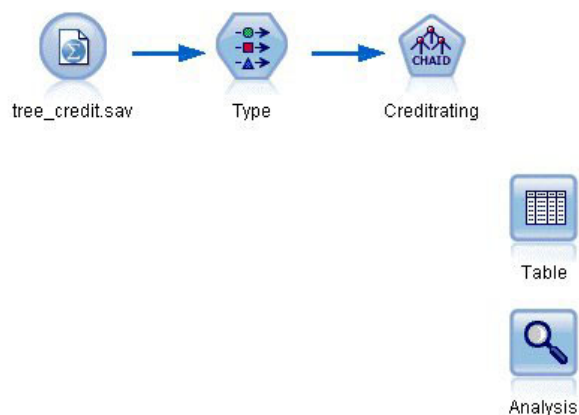 CHAID
tree_credit.sav
Type
Creditrating
Table
Analysis